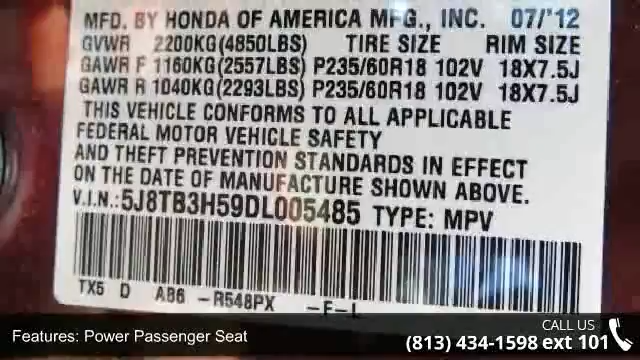 MFD. BY HONDA OF AMERICA MFG., INC. 07/'12
GVWR 2200KG(4850LBS) TIRE SIZE RIM SIZE
GAWR F 1160KG(2557LBS) P235/60R18 102V 18X7.5J
GAWR R 1040KG(2293LBS) P235/60R18 102V 18X7.5J
THIS VEHICLE CONFORMS TO ALL APPLICABLE
FEDERAL MOTOR VEHICLE SAFETY
AND THEFT PREVENTION STANDARDS IN EFFECT
ON THE DATE OF MANUFACTURE SHOWN ABOVE.
V.I.N.:5J8TB3H59DL005485 TYPE: MPV
TX5 D AB6 -R548PX -F-L
CALL US
Features: Power Passenger Seat
(813) 434-1598 ext 101